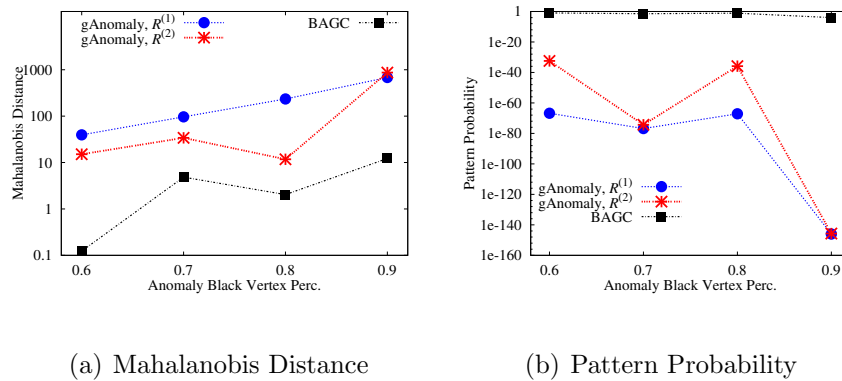 gAnomaly, R(1)
gAnomaly, R(2)
BAGC
Mahalanobis Distance
1000
100
10
1
0.1
0.6 0.7 0.8 0.9
Anomaly Black Vertex Perc.
(a) Mahalanobis Distance
Pattern Probability
1
1e-20
1e-40
1e-60
1e-80
1e-100
1e-120
1e-140
1e-160
gAnomaly, R(1)
gAnomaly, R(2)
BAGC
0.6 0.7 0.8 0.9
Anomaly Black Vertex Perc.
(b) Pattern Probability